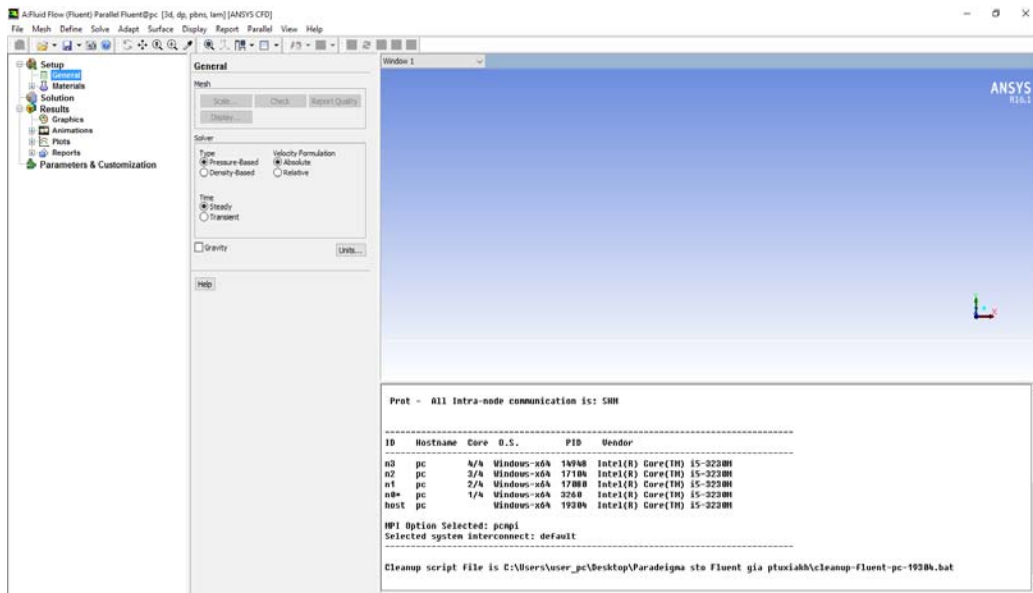 A:Fluid Flow (Fluent) Parallel Fluent@pc [3d, dp, pbns, lam] [ANSYS CFD]
File Mesh Define Solve Adapt Surface Display Report Parallel View Help
Setup
General
Materials
Solution
Results
Graphics
Animations
Plots
Reports
Parameters & Customization
General
Mesh
Scale... Check Report Quality
Display...
Solver
Type Velocity Formulation
Pressure-Based Absolute
Density-Based Relative
Time
Steady
Transient
Gravity Units...
Help
Window 1
ANSYS
R16.1
Y
X
Prot - All Intra-node communication is: SHM
ID Hostname Core O.S. PID Vendor
n3 pc 4/4 Windows-x64 14948 Intel(R) Core(TM) i5-3230M
n2 pc 3/4 Windows-x64 17104 Intel(R) Core(TM) i5-3230M
n1 pc 2/4 Windows-x64 17080 Intel(R) Core(TM) i5-3230M
n0* pc 1/4 Windows-x64 3260 Intel(R) Core(TM) i5-3230M
host pc Windows-x64 19304 Intel(R) Core(TM) i5-3230M
MPI Option Selected: pcmpi
Selected system interconnect: default
Cleanup script file is C:\Users\user_pc\Desktop\Paradeigma sto Fluent gia ptuxiakh\cleanup-fluent-pc-19304.bat